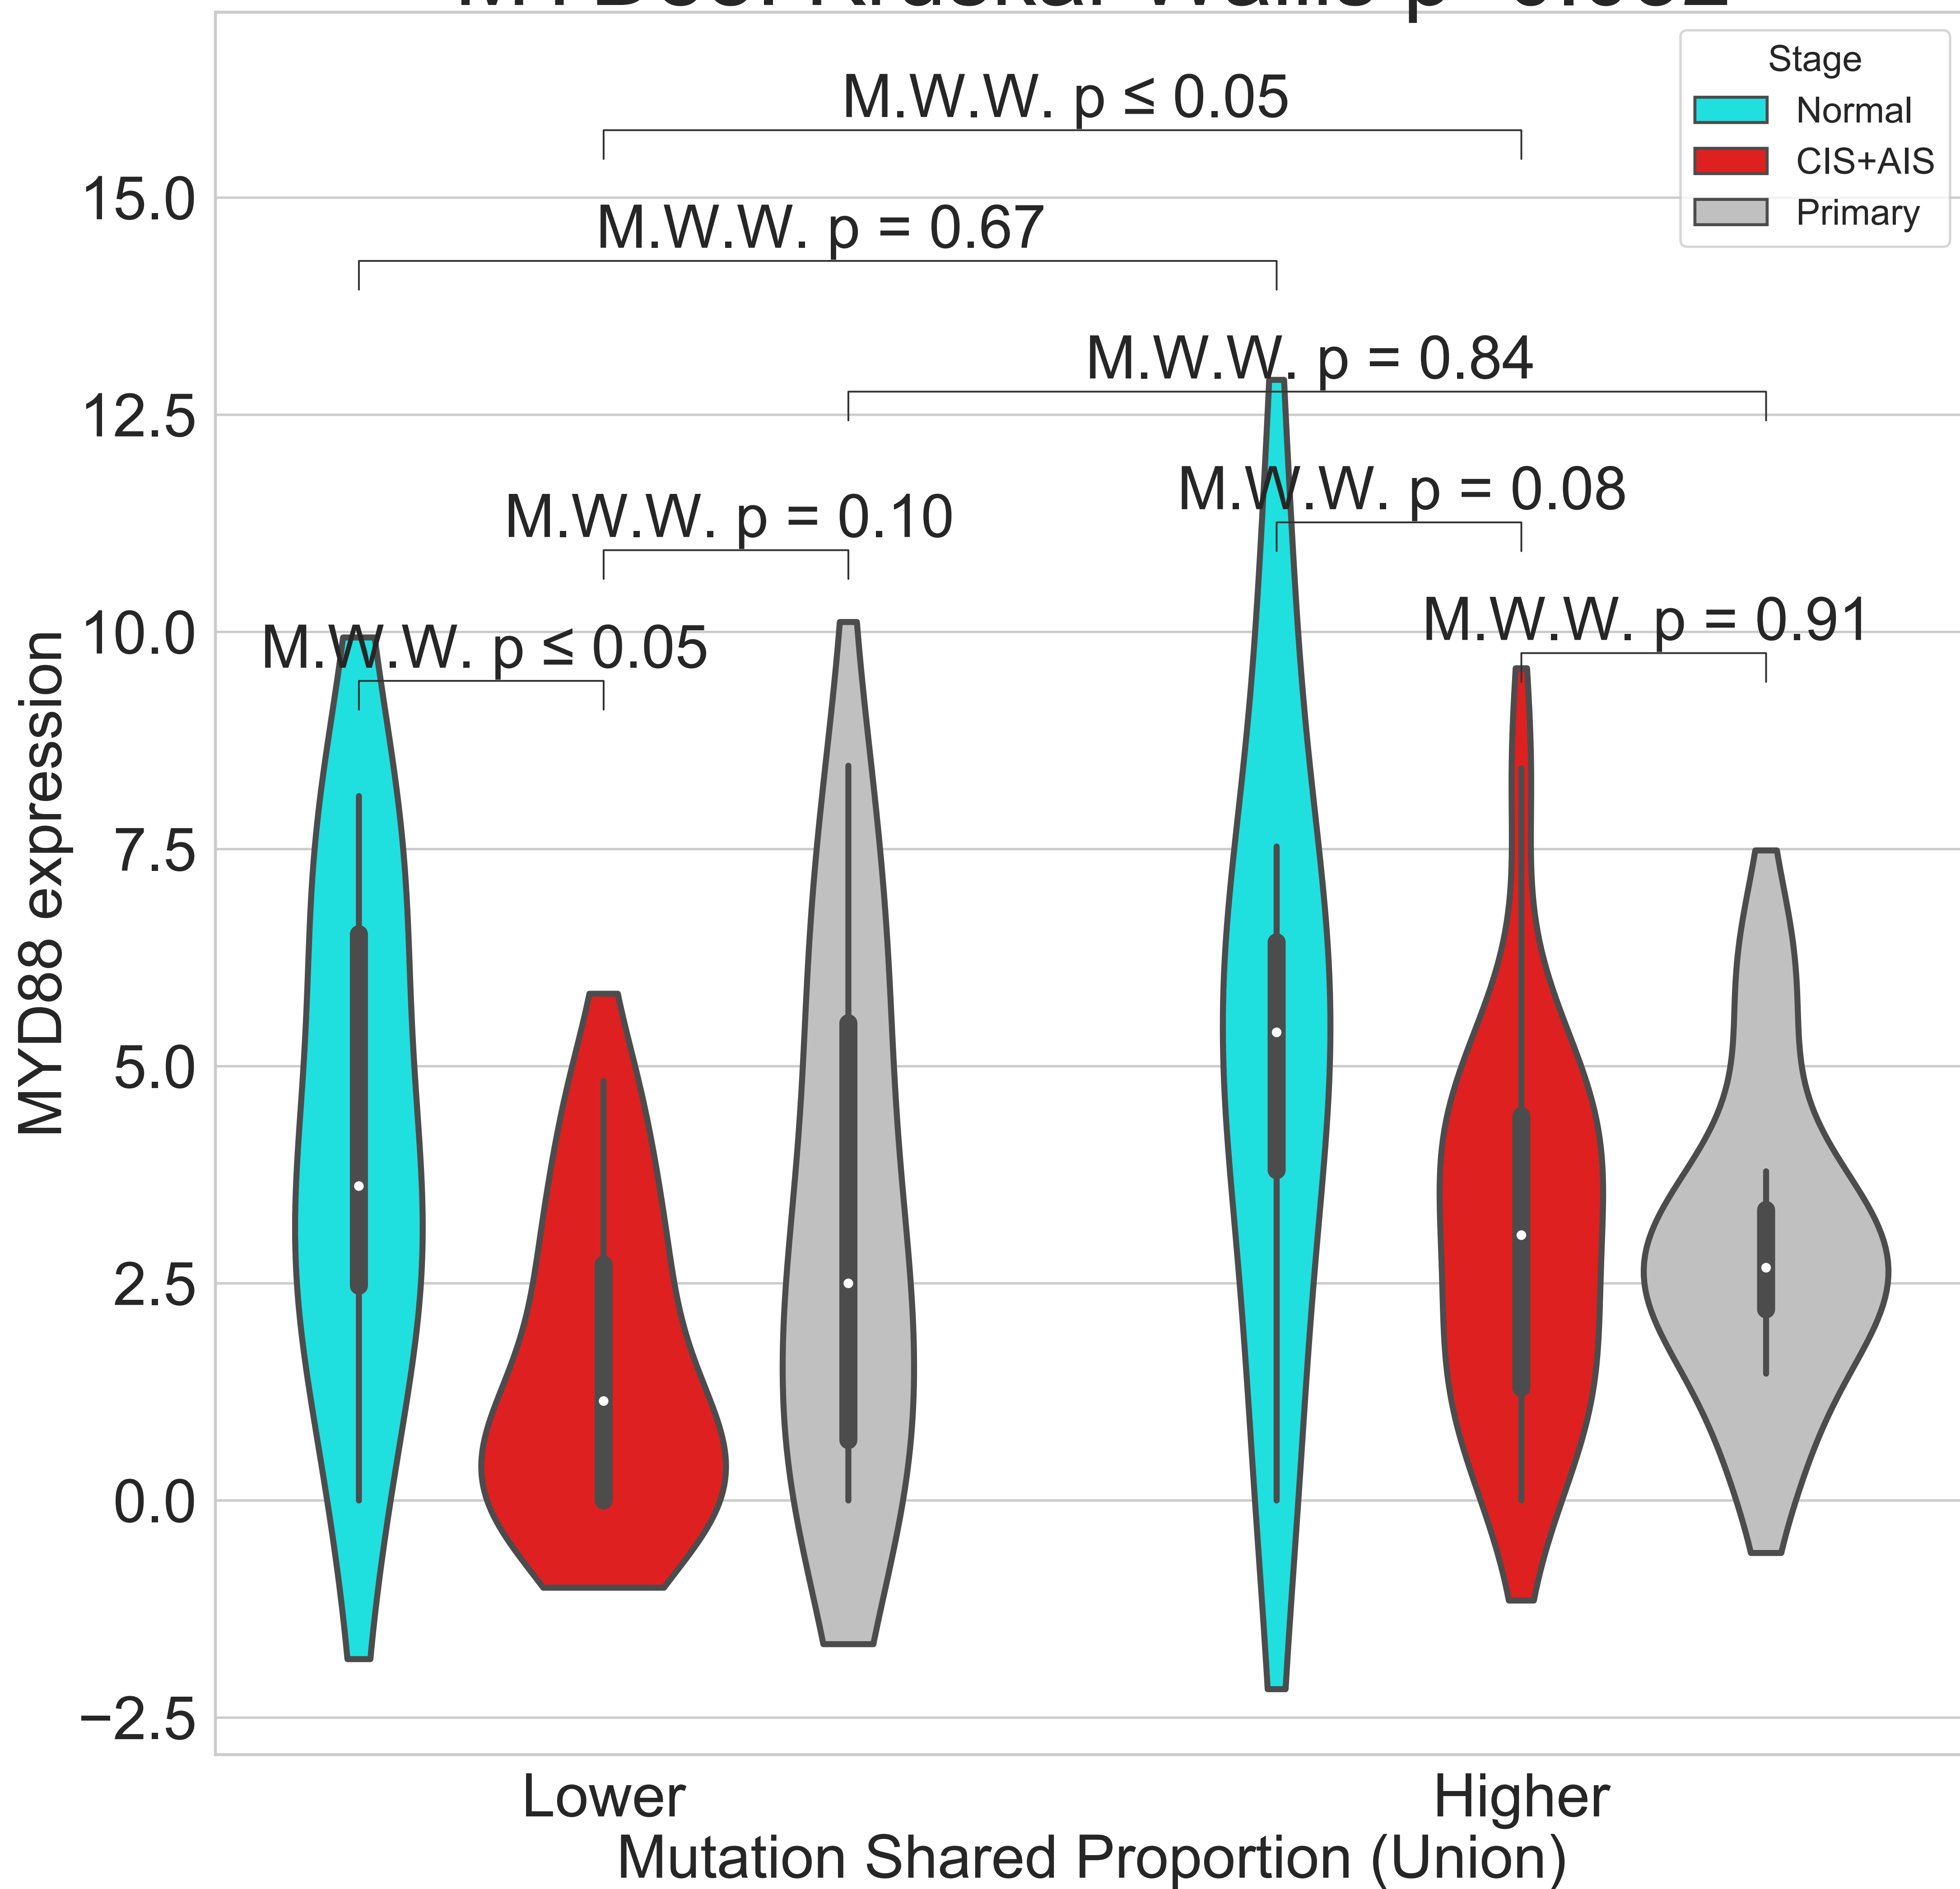 Stage
Normal
CIS+AIS
Primary
M.W.W. p ≤ 0.05
M.W.W. p = 0.67
M.W.W. p = 0.84
M.W.W. p = 0.08
M.W.W. p = 0.10
M.W.W. p = 0.91
M.W.W. p ≤ 0.05
15.0
12.5
10.0
7.5
5.0
2.5
0.0
−2.5
MYD88 expression
Lower
Higher
Mutation Shared Proportion (Union)